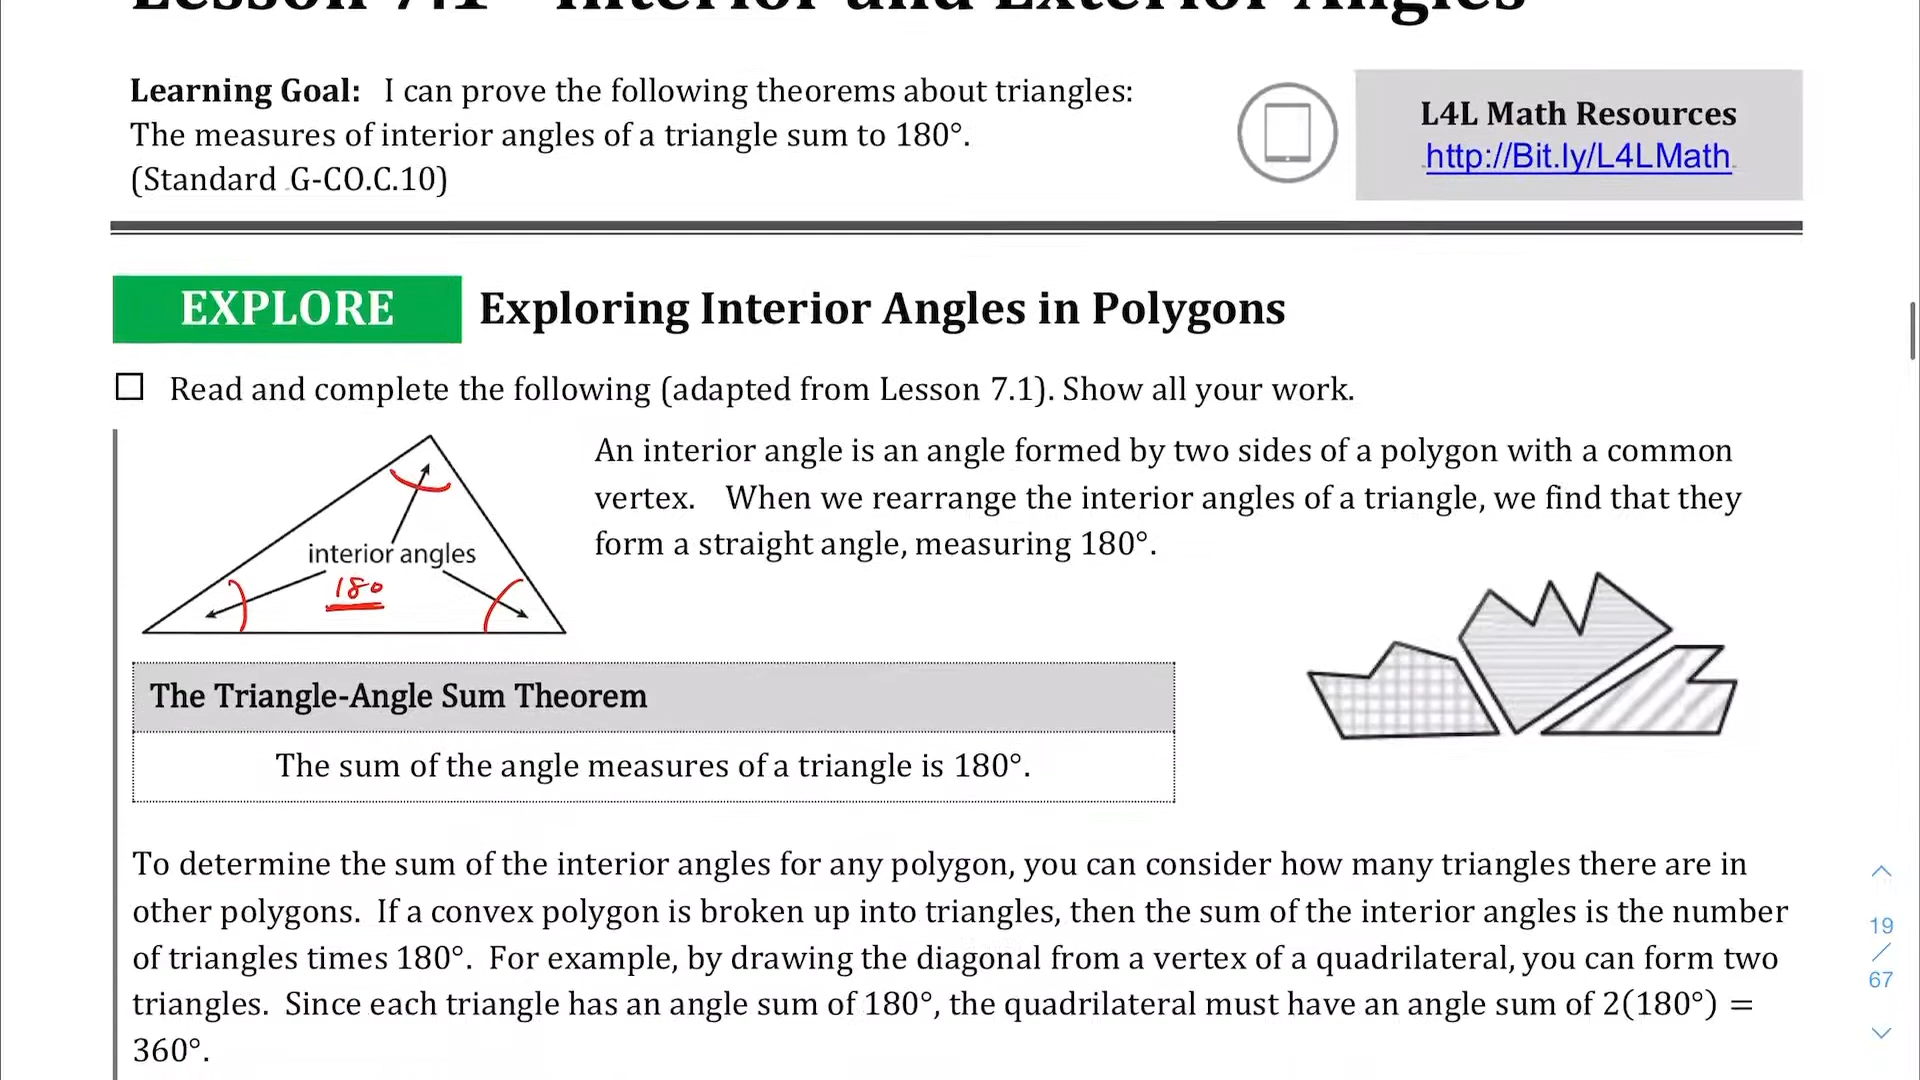 Lesson 7.1 - Interior and Exterior Angles
Learning Goal: I can prove the following theorems about triangles:
The measures of interior angles of a triangle sum to 180°.
(Standard G-CO.C.10)
L4L Math Resources
http://Bit.ly/L4LMath
EXPLORE Exploring Interior Angles in Polygons
Read and complete the following (adapted from Lesson 7.1). Show all your work.
An interior angle is an angle formed by two sides of a polygon with a common
vertex. When we rearrange the interior angles of a triangle, we find that they
form a straight angle, measuring 180°.
interior angles
180
The Triangle-Angle Sum Theorem
The sum of the angle measures of a triangle is 180°.
To determine the sum of the interior angles for any polygon, you can consider how many triangles there are in
other polygons. If a convex polygon is broken up into triangles, then the sum of the interior angles is the number
of triangles times 180°. For example, by drawing the diagonal from a vertex of a quadrilateral, you can form two
triangles. Since each triangle has an angle sum of 180°, the quadrilateral must have an angle sum of 2(180°) =
360°.
19
/
67